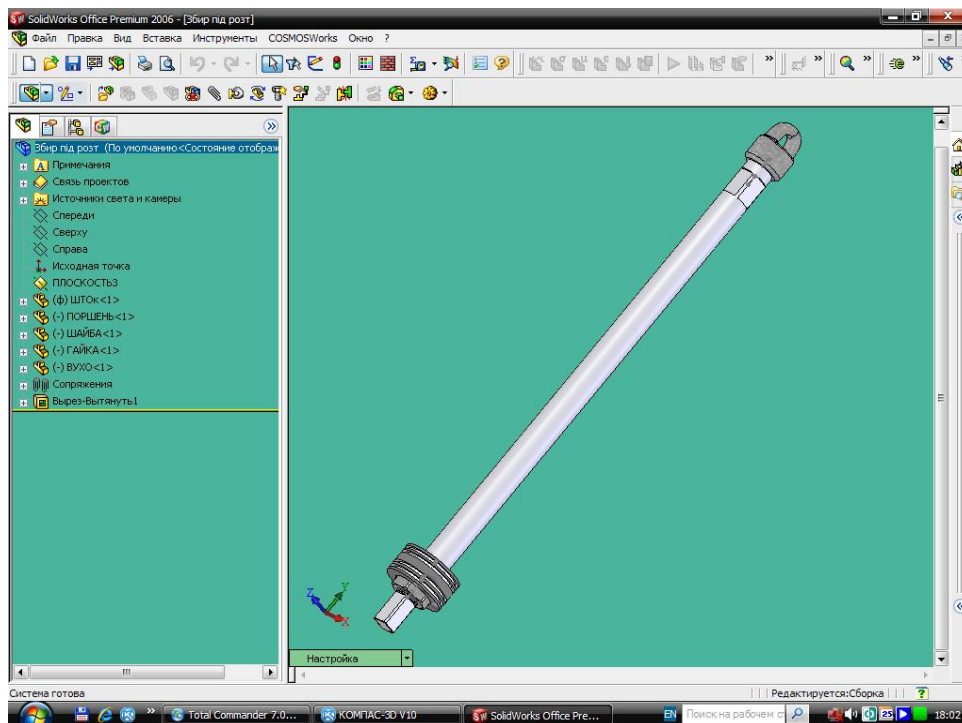 SolidWorks Office Premium 2006 - [Збир під розт]
Файл Правка Вид Вставка Инструменты COSMOSWorks Окно ?
Збир під розт (По умолчанию<Состояние отображ
Примечания
Связь проектов
Источники света и камеры
Спереди
Сверху
Справа
Исходная точка
ПЛОСКОСТЬ3
(ф) ШТОк<1>
(-) ПОРШЕНЬ<1>
(-) ШАЙБА<1>
(-) ГАЙКА<1>
(-) ВУХО<1>
Сопряжения
Вырез-Вытянуть1
Z
Y
X
Настройка
Система готова
Редактируется:Сборка
Total Commander 7.0...
КОМПАС-3D V10
SolidWorks Office Pre...
EN
Поиск на рабочем с
25
18:02